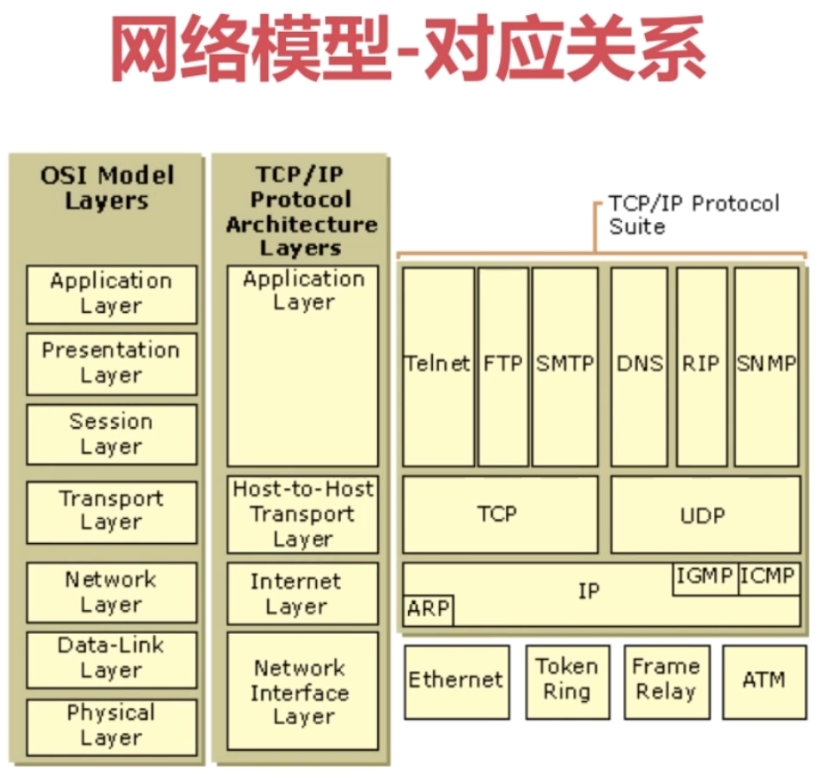 网络模型-对应关系
OSI Model
Layers
Application
Layer
Presentation
Layer
Session
Layer
Transport
Layer
Network
Layer
Data-Link
Layer
Physical
Layer
TCP/IP
Protocol
Architecture
Layers
Application
Layer
Host-to-Host
Transport
Layer
Internet
Layer
Network
Interface
Layer
TCP/IP Protocol
Suite
Telnet
FTP
SMTP
DNS
RIP
SNMP
TCP
UDP
IP
IGMP
ICMP
ARP
Ethernet
Token
Ring
Frame
Relay
ATM